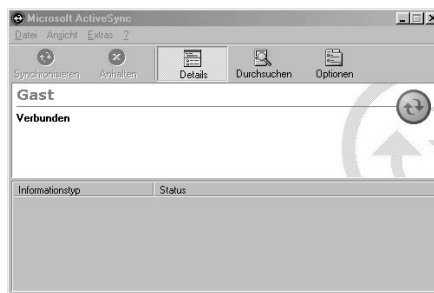 Microsoft ActiveSync
Datei Ansicht Extras ?
Synchronisieren Anhalten Details Durchsuchen Optionen
Gast
Verbunden
Informationstyp Status